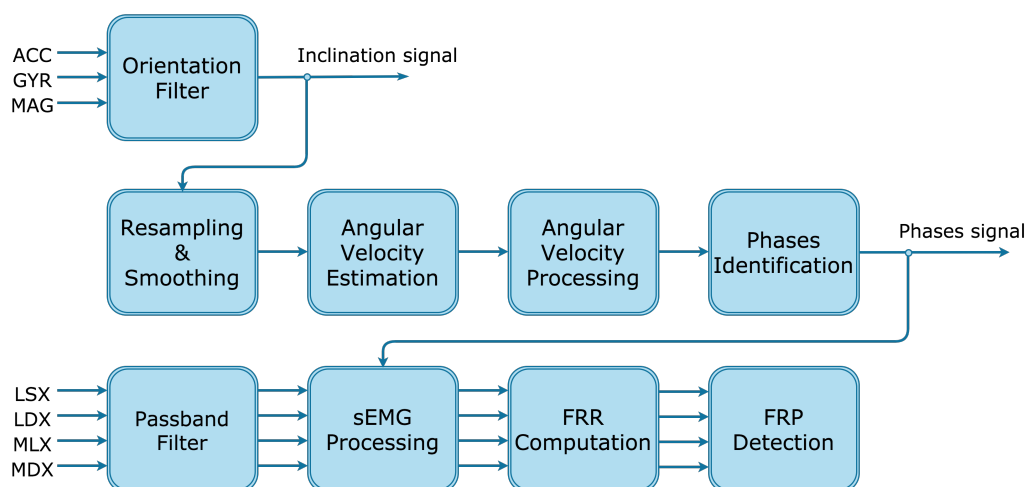 ACC
GYR
MAG
Orientation
Filter
Inclination signal
Resampling
&
Smoothing
Angular
Velocity
Estimation
Angular
Velocity
Processing
Phases
Identification
Phases signal
LSX
LDX
MLX
MDX
Passband
Filter
sEMG
Processing
FRR
Computation
FRP
Detection